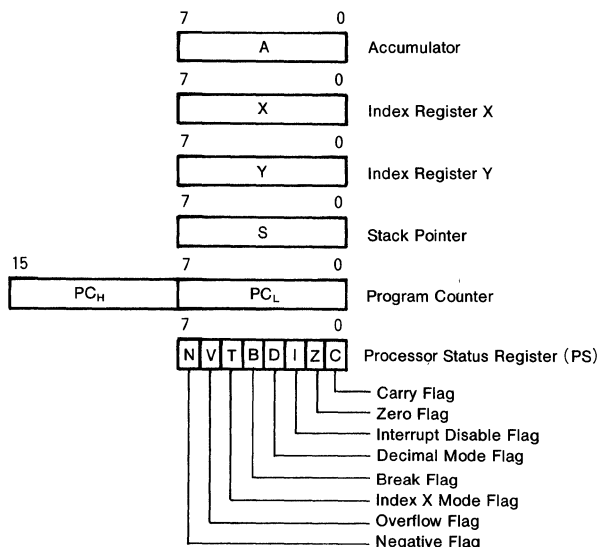 7 0
A Accumulator
7 0
X Index Register X
7 0
Y Index Register Y
7 0
S Stack Pointer
15 7 0
PCH PCL Program Counter
7 0
N V T B D I Z C Processor Status Register (PS)
Carry Flag
Zero Flag
Interrupt Disable Flag
Decimal Mode Flag
Break Flag
Index X Mode Flag
Overflow Flag
Negative Flag